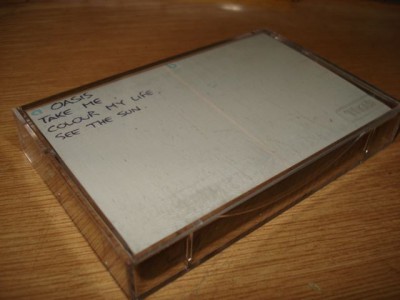 OASIS
TAKE ME.
COLOUR MY LIFE.
SEE THE SUN.